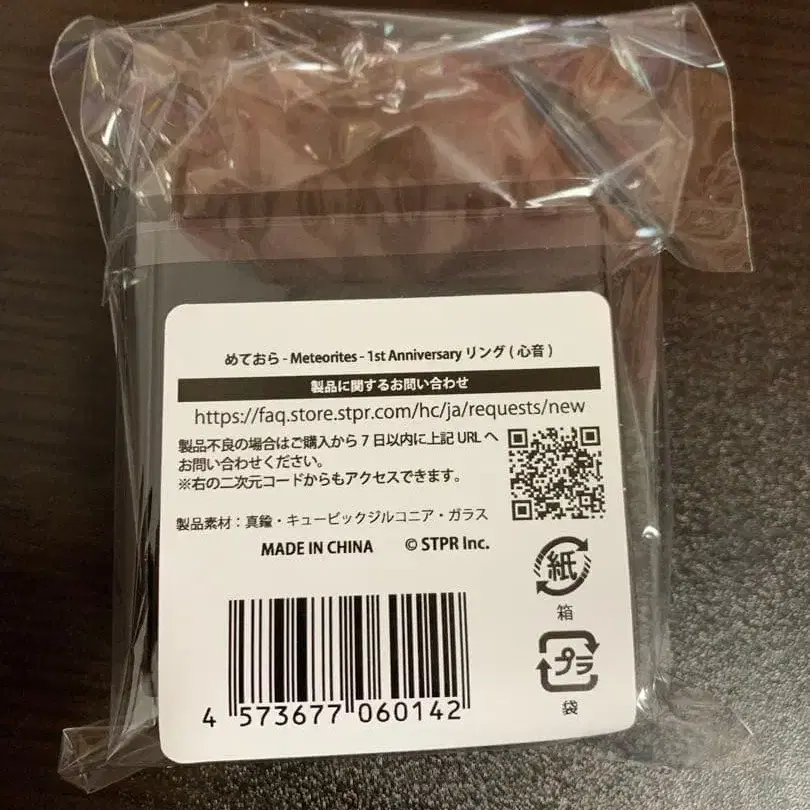 めておら - Meteorites - 1st Anniversary リング ( 心音 )
製品に関するお問い合わせ
https://faq.store.stpr.com/hc/ja/requests/new
製品不良の場合はご購入から 7 日以内に上記 URL へ
お問い合わせください。
※右の二次元コードからもアクセスできます。
製品素材：真鍮・キュービックジルコニア・ガラス
MADE IN CHINA © STPR Inc.
紙
箱
プラ
袋
4 573677 060142